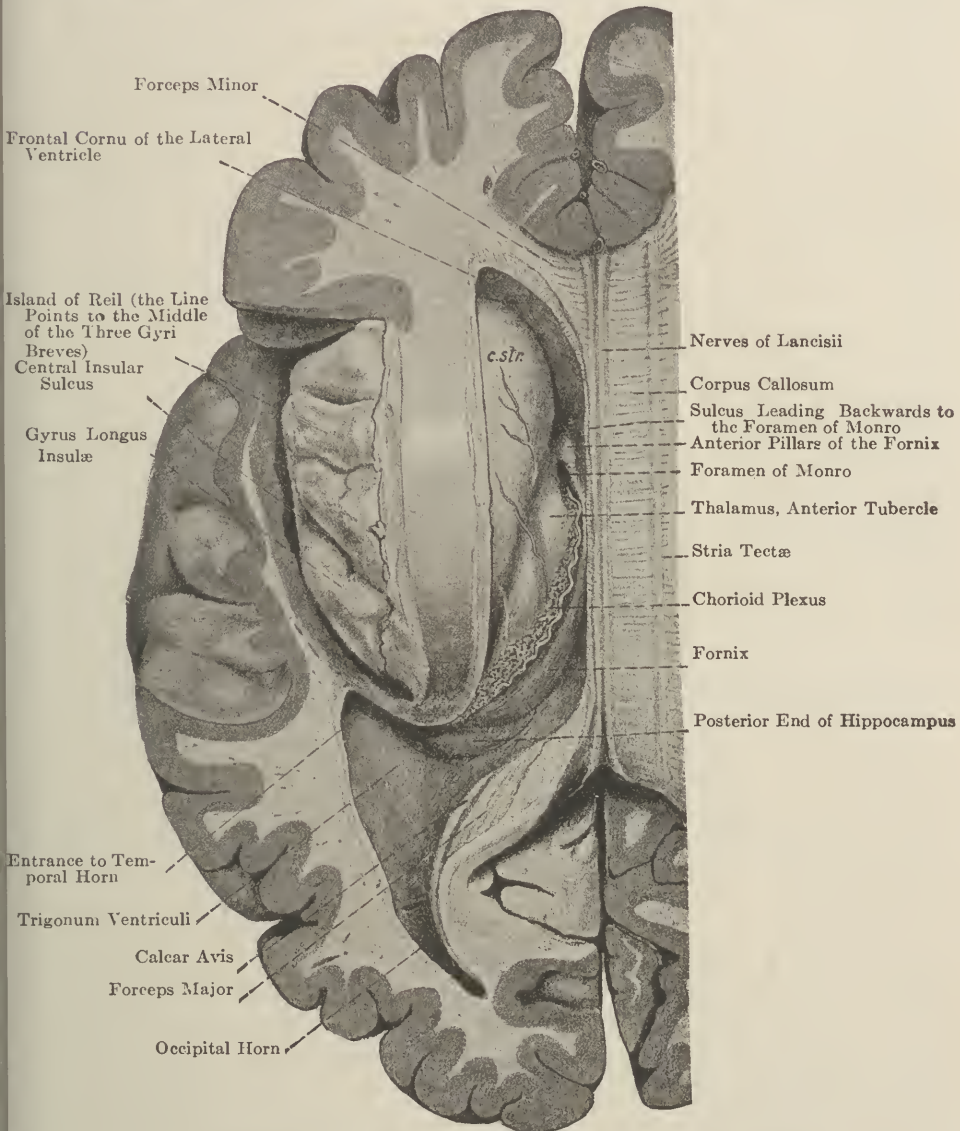 Forceps Minor
Frontal Cornu of the Lateral
Ventricle
Island of Reil (the Line
Points to the Middle
of the Three Gyri
Breves)
Central Insular
Sulcus
Gyrus Longus
Insulæ
Entrance to Tem-
poral Horn
Trigonum Ventriculi
Calcar Avis
Forceps Major
Occipital Horn
c.str.
Nerves of Lancisii
Corpus Callosum
Sulcus Leading Backwards to
the Foramen of Monro
Anterior Pillars of the Fornix
Foramen of Monro
Thalamus, Anterior Tubercle
Stria Tectæ
Chorioid Plexus
Fornix
Posterior End of Hippocampus